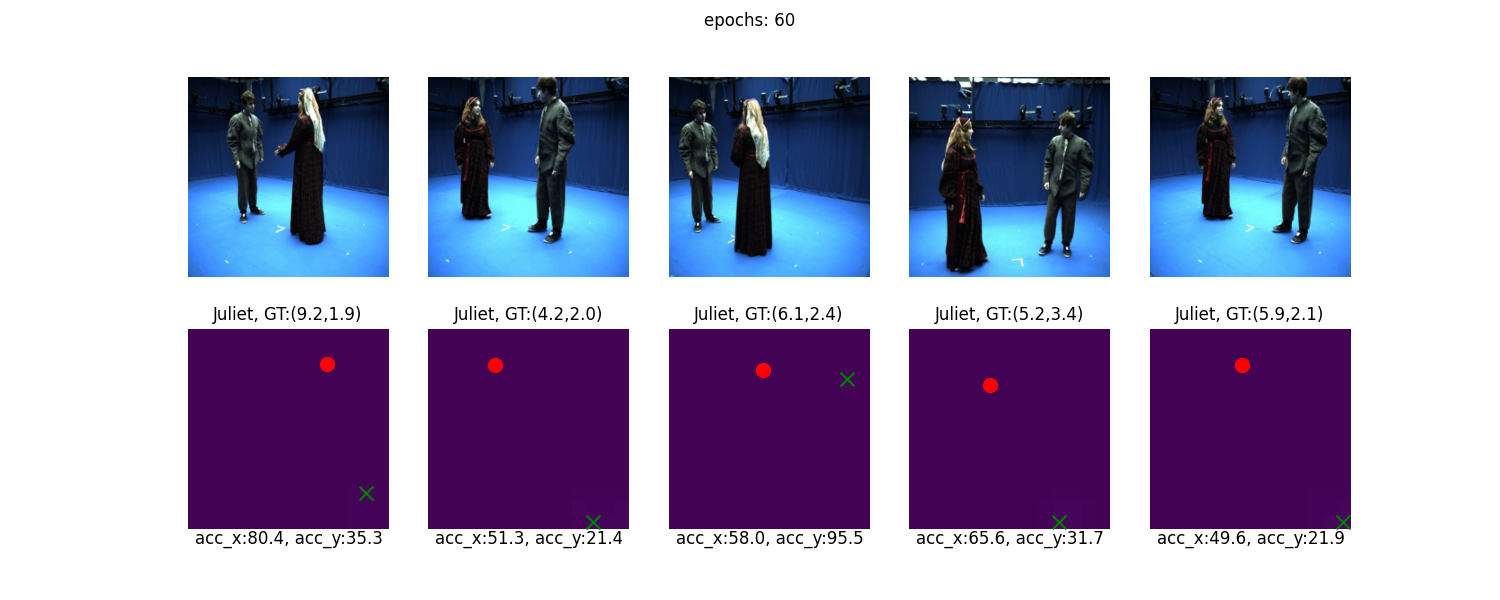 epochs: 60
Juliet, GT:(9.2,1.9)
Juliet, GT:(4.2,2.0)
Juliet, GT:(6.1,2.4)
Juliet, GT:(5.2,3.4)
Juliet, GT:(5.9,2.1)
acc_x:80.4, acc_y:35.3
acc_x:51.3, acc_y:21.4
acc_x:58.0, acc_y:95.5
acc_x:65.6, acc_y:31.7
acc_x:49.6, acc_y:21.9